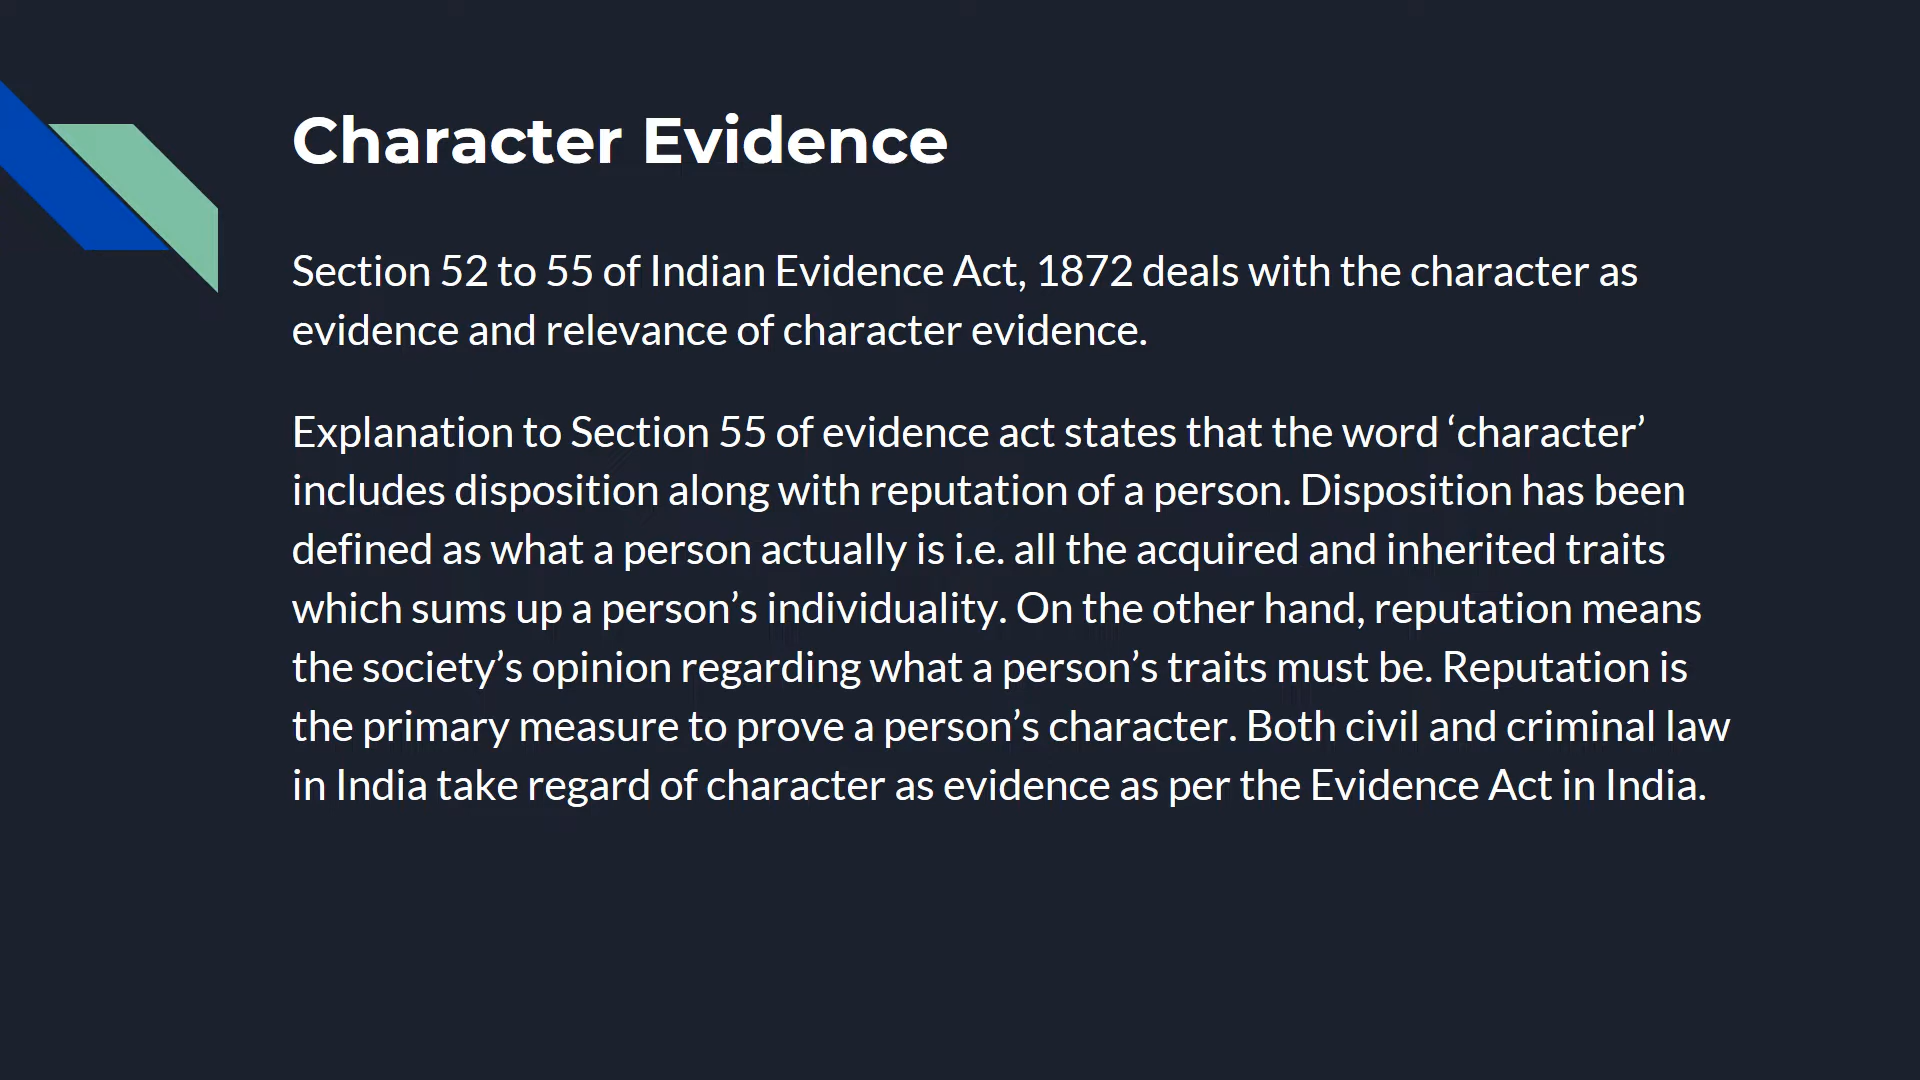 Character Evidence
Section 52 to 55 of Indian Evidence Act, 1872 deals with the character as
evidence and relevance of character evidence.
Explanation to Section 55 of evidence act states that the word ‘character’
includes disposition along with reputation of a person. Disposition has been
defined as what a person actually is i.e. all the acquired and inherited traits
which sums up a person’s individuality. On the other hand, reputation means
the society’s opinion regarding what a person’s traits must be. Reputation is
the primary measure to prove a person’s character. Both civil and criminal law
in India take regard of character as evidence as per the Evidence Act in India.